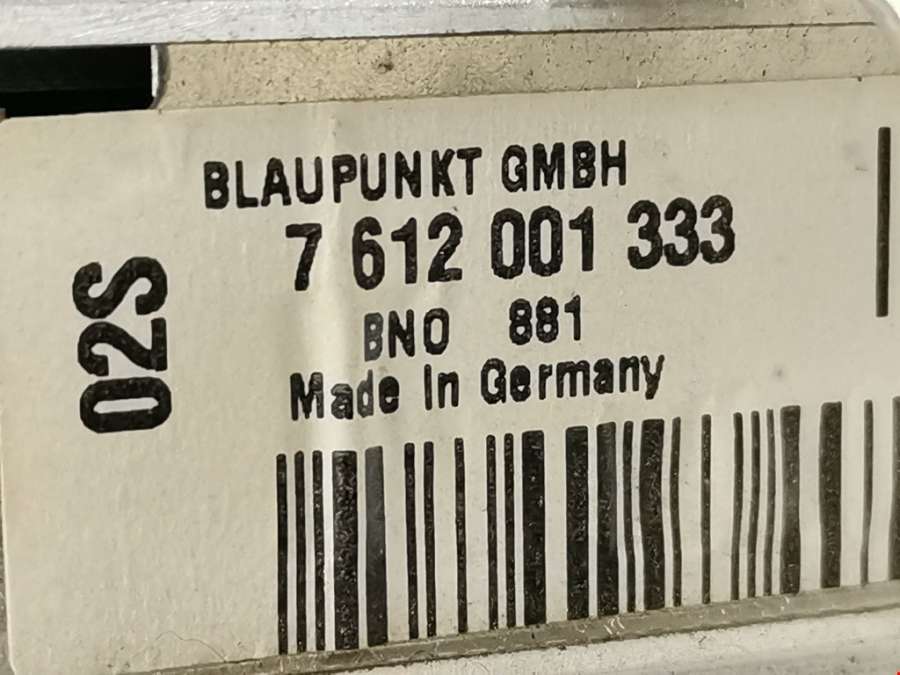 BLAUPUNKT GMBH
7 612 001 333
BNO 881
Made In Germany
02S